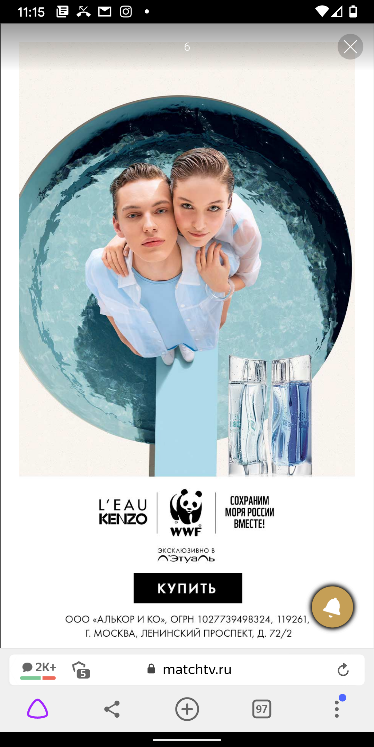 11:15
6
L'EAU
KENZO
WWF
СОХРАНИМ
МОРЯ РОССИИ
ВМЕСТЕ!
ЭКСКЛЮЗИВНО В
Л'Этуаль
КУПИТЬ
ООО «АЛЬКОР И КО», ОГРН 1027739498324, 119261,
Г. МОСКВА, ЛЕНИНСКИЙ ПРОСПЕКТ, Д. 72/2
2K+
5
matchtv.ru
97